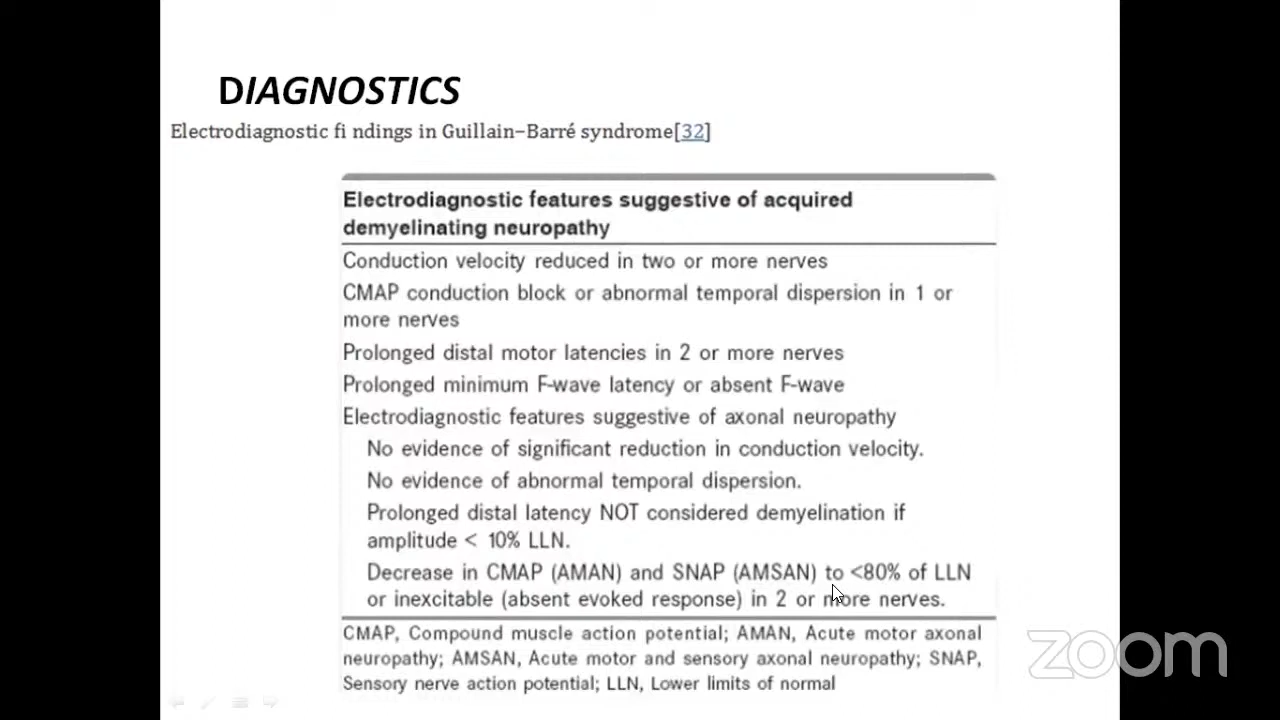 DIAGNOSTICS
Electrodiagnostic fi ndings in Guillain–Barré syndrome[32]
Electrodiagnostic features suggestive of acquired
demyelinating neuropathy
Conduction velocity reduced in two or more nerves
CMAP conduction block or abnormal temporal dispersion in 1 or
more nerves
Prolonged distal motor latencies in 2 or more nerves
Prolonged minimum F-wave latency or absent F-wave
Electrodiagnostic features suggestive of axonal neuropathy
No evidence of significant reduction in conduction velocity.
No evidence of abnormal temporal dispersion.
Prolonged distal latency NOT considered demyelination if
amplitude < 10% LLN.
Decrease in CMAP (AMAN) and SNAP (AMSAN) to <80% of LLN
or inexcitable (absent evoked response) in 2 or more nerves.
CMAP, Compound muscle action potential; AMAN, Acute motor axonal
neuropathy; AMSAN, Acute motor and sensory axonal neuropathy; SNAP,
Sensory nerve action potential; LLN, Lower limits of normal
zoom